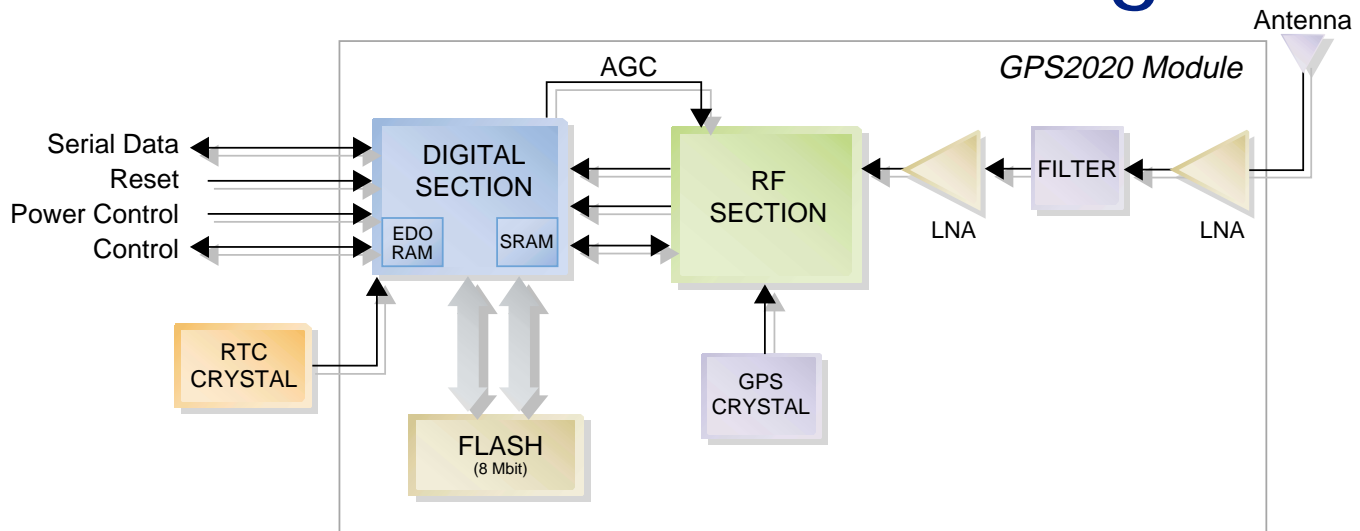 Antenna
AGC
GPS2020 Module
Serial Data
Reset
Power Control
Control
DIGITAL
SECTION
EDO
RAM
SRAM
RF
SECTION
LNA
FILTER
LNA
RTC
CRYSTAL
GPS
CRYSTAL
FLASH
(8 Mbit)